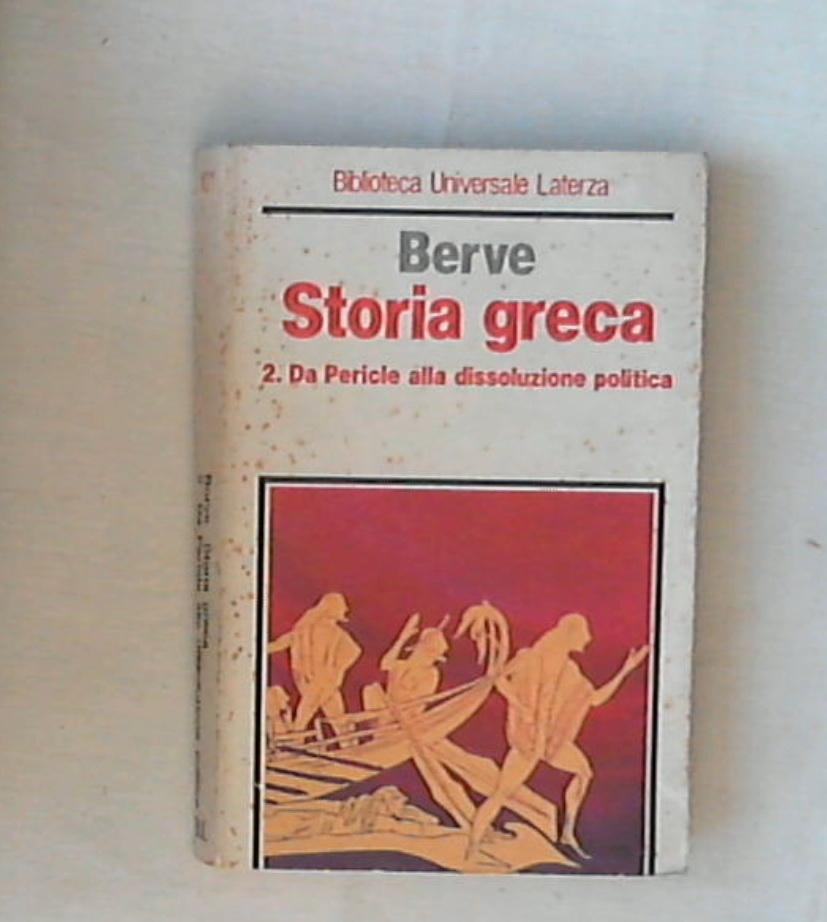 Biblioteca Universale Laterza
Berve
Storia greca
2. Da Pericle alla dissoluzione politica